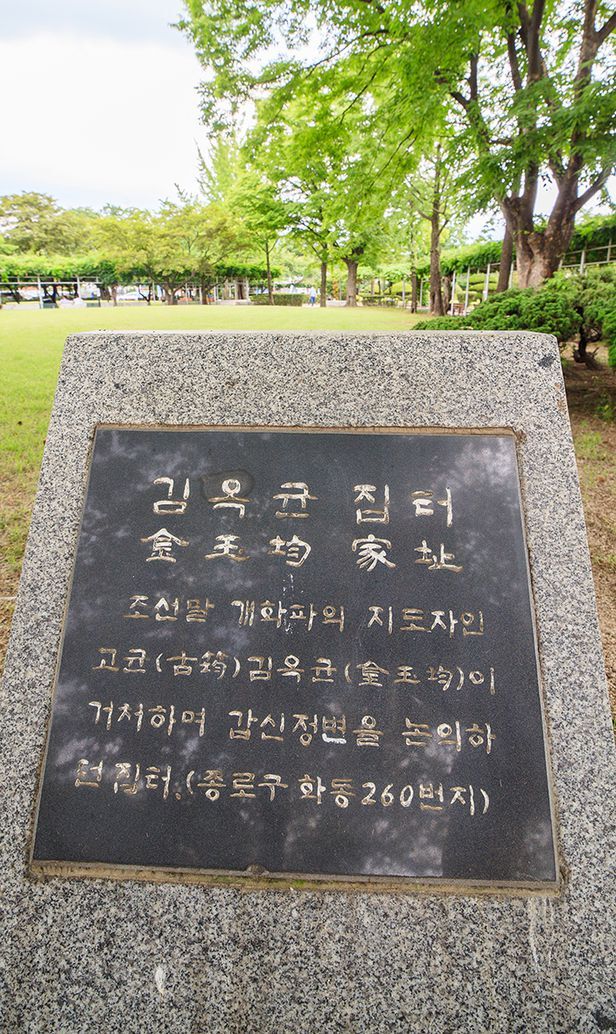 김옥균 집터
金玉均 家址
조선말 개화파의 지도자인
고균(古筠)김옥균(金玉均)이
거처하며 갑신정변을 논의하
던 집터.(종로구 화동260번지)